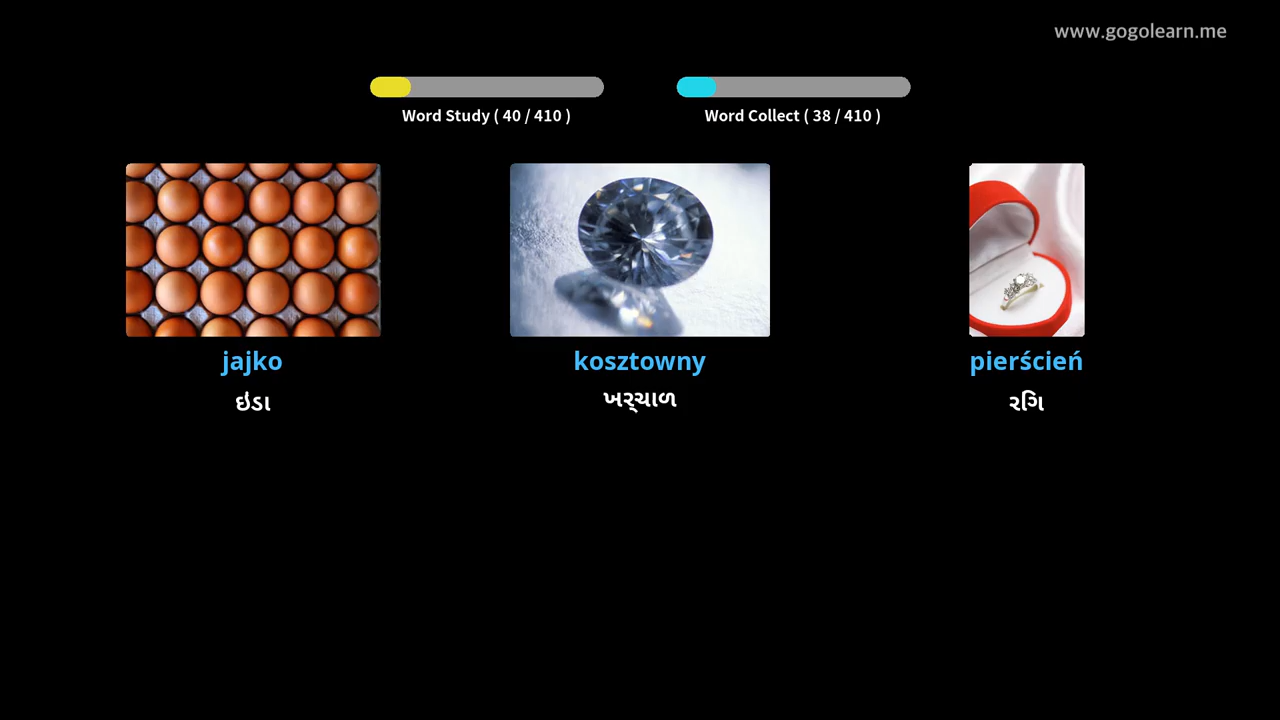 www.gogolearn.me
Word Study ( 40 / 410 )
Word Collect ( 38 / 410 )
jajko
kosztowny
pierścień
ઇંડા
ખર્ચાળ
રિંગ